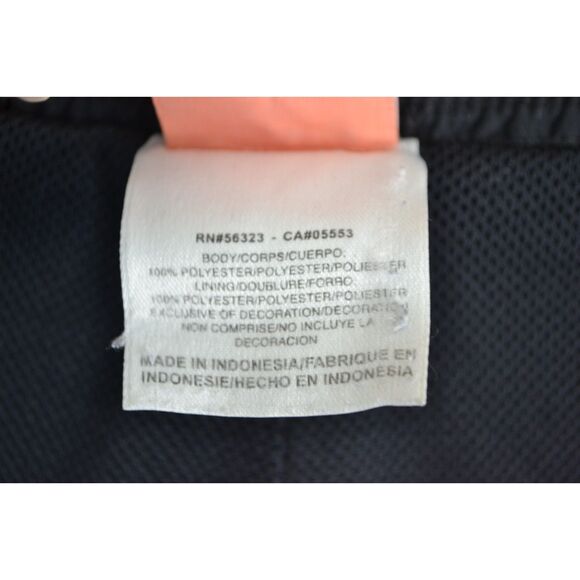 RN#56323 - CA#05553
BODY/CORPS/CUERPO:
100% POLYESTER/POLYESTER/POLIESTER
LINING/DOUBLURE/FORRO:
100% POLYESTER/POLYESTER/POLIESTER
EXCLUSIVE OF DECORATION/DECORATION
NON COMPRISE/NO INCLUYE LA
DECORACION
MADE IN INDONESIA/FABRIQUE EN
INDONESIE/HECHO EN INDONESIA